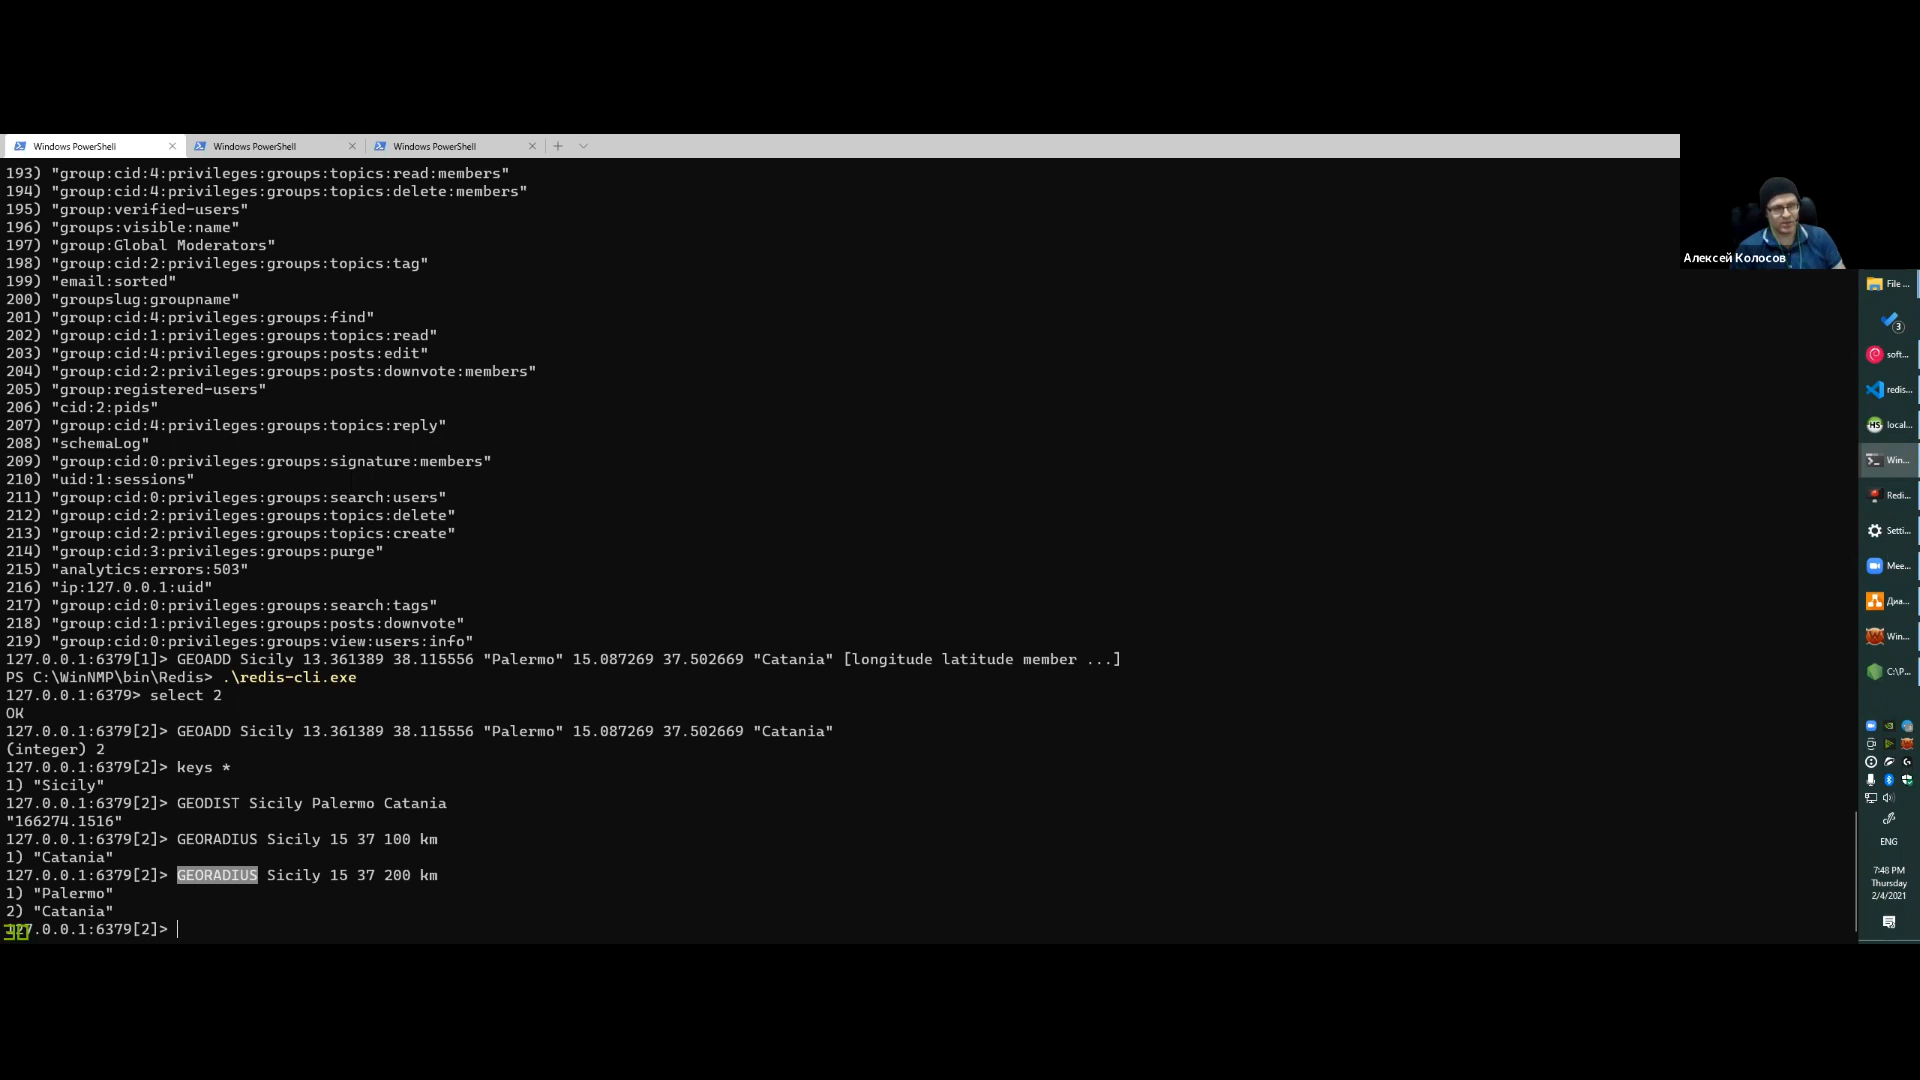 Windows PowerShell
Windows PowerShell
Windows PowerShell
193) "group:cid:4:privileges:groups:topics:read:members"
194) "group:cid:4:privileges:groups:topics:delete:members"
195) "group:verified-users"
196) "groups:visible:name"
197) "group:Global Moderators"
198) "group:cid:2:privileges:groups:topics:tag"
199) "email:sorted"
200) "groupslug:groupname"
201) "group:cid:4:privileges:groups:find"
202) "group:cid:1:privileges:groups:topics:read"
203) "group:cid:4:privileges:groups:posts:edit"
204) "group:cid:2:privileges:groups:posts:downvote:members"
205) "group:registered-users"
206) "cid:2:pids"
207) "group:cid:4:privileges:groups:topics:reply"
208) "schemaLog"
209) "group:cid:0:privileges:groups:signature:members"
210) "uid:1:sessions"
211) "group:cid:0:privileges:groups:search:users"
212) "group:cid:2:privileges:groups:topics:delete"
213) "group:cid:2:privileges:groups:topics:create"
214) "group:cid:3:privileges:groups:purge"
215) "analytics:errors:503"
216) "ip:127.0.0.1:uid"
217) "group:cid:0:privileges:groups:search:tags"
218) "group:cid:1:privileges:groups:posts:downvote"
219) "group:cid:0:privileges:groups:view:users:info"
127.0.0.1:6379[1]> GEOADD Sicily 13.361389 38.115556 "Palermo" 15.087269 37.502669 "Catania" [longitude latitude member ...]
PS C:\WinNMP\bin\Redis> .\redis-cli.exe
127.0.0.1:6379> select 2
OK
127.0.0.1:6379[2]> GEOADD Sicily 13.361389 38.115556 "Palermo" 15.087269 37.502669 "Catania"
(integer) 2
127.0.0.1:6379[2]> keys *
1) "Sicily"
127.0.0.1:6379[2]> GEODIST Sicily Palermo Catania
"166274.1516"
127.0.0.1:6379[2]> GEORADIUS Sicily 15 37 100 km
1) "Catania"
127.0.0.1:6379[2]> GEORADIUS Sicily 15 37 200 km
1) "Palermo"
2) "Catania"
127.0.0.1:6379[2]>
30
Алексей Колосов
File ...
3
soft...
redis...
local...
Win...
Redi...
Setti...
Mee...
Диа...
Win...
C:\P...
ENG
7:48 PM
Thursday
2/4/2021